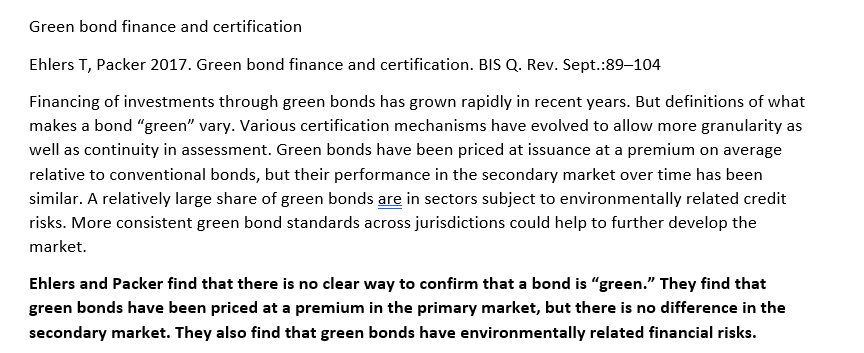 Green bond finance and certification
Ehlers T, Packer 2017. Green bond finance and certification. BIS Q. Rev. Sept.:89–104
Financing of investments through green bonds has grown rapidly in recent years. But definitions of what
makes a bond “green” vary. Various certification mechanisms have evolved to allow more granularity as
well as continuity in assessment. Green bonds have been priced at issuance at a premium on average
relative to conventional bonds, but their performance in the secondary market over time has been
similar. A relatively large share of green bonds are in sectors subject to environmentally related credit
risks. More consistent green bond standards across jurisdictions could help to further develop the
market.
Ehlers and Packer find that there is no clear way to confirm that a bond is “green.” They find that
green bonds have been priced at a premium in the primary market, but there is no difference in the
secondary market. They also find that green bonds have environmentally related financial risks.